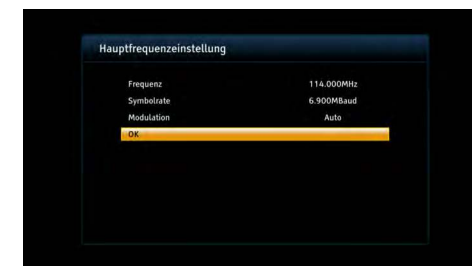 Hauptfrequenzeinstellung
Frequenz 114.000MHz
Symbolrate 6.900MBaud
Modulation Auto
OK